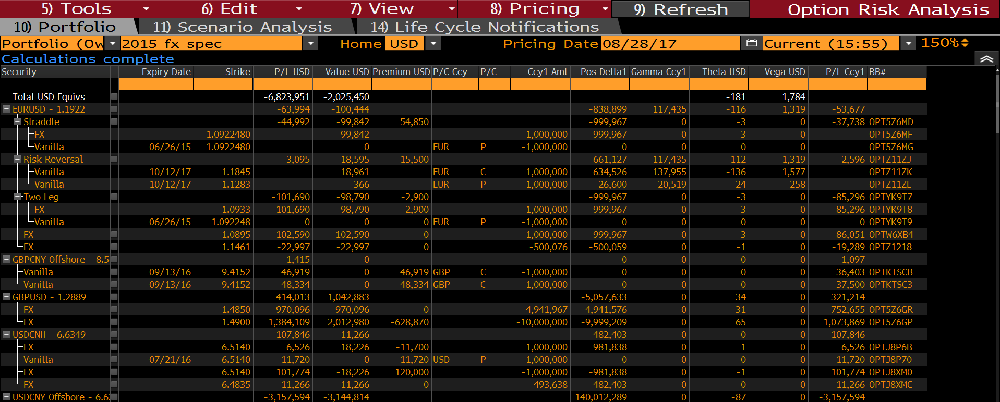 5) Tools 6) Edit 7) View 8) Pricing 9) Refresh Option Risk Analysis
10) Portfolio 11) Scenario Analysis 14) Life Cycle Notifications
Portfolio (Ow 2015 fx spec Home USD Pricing Date 08/28/17 Current (15:55) 150%
Calculations complete
Security Expiry Date Strike P/L USD Value USD Premium USD P/C Ccy P/C Ccy1 Amt Pos Delta1 Gamma Ccy1 Theta USD Vega USD P/L Ccy1 BB#
Total USD Equivs -6,823,951 -2,025,450 -181 1,784
EURUSD - 1.1922 -63,994 -100,444 -838,899 117,435 -116 1,319 -53,677
Straddle -44,992 -99,842 54,850 -999,967 0 -3 0 -37,738 OPT5Z6MD
FX 1.0922480 -99,842 -1,000,000 -999,967 0 -3 0 OPT5Z6MF
Vanilla 06/26/15 1.0922480 0 EUR P -1,000,000 0 0 0 0 OPT5Z6MG
Risk Reversal 3,095 18,595 -15,500 661,127 117,435 -112 1,319 2,596 OPTZ11ZJ
Vanilla 10/12/17 1.1845 18,961 EUR C 1,000,000 634,526 137,955 -136 1,577 OPTZ11ZK
Vanilla 10/12/17 1.1283 -366 EUR P -1,000,000 26,600 -20,519 24 -258 OPTZ11ZL
Two Leg -101,690 -98,790 -2,900 -999,967 0 -3 0 -85,296 OPTYK9T7
FX 1.0933 -101,690 -98,790 -2,900 -1,000,000 -999,967 0 -3 0 -85,296 OPTYK9T8
Vanilla 06/26/15 1.092248 0 0 0 EUR P -1,000,000 0 0 0 0 0 OPTYK9T9
FX 1.0895 102,590 102,590 0 1,000,000 999,967 0 3 0 86,051 OPTW6XB4
FX 1.1461 -22,997 -22,997 0 -500,076 -500,059 0 -1 0 -19,289 OPTZ1218
GBPCNY Offshore - 8.5 -1,415 0 0 0 0 0 -1,097
Vanilla 09/13/16 9.4152 46,919 0 46,919 GBP C -1,000,000 0 0 0 0 36,403 OPTKTSCB
Vanilla 09/13/16 9.4152 -48,334 0 -48,334 GBP C 1,000,000 0 0 0 0 -37,500 OPTKTSC3
GBPUSD - 1.2889 414,013 1,042,883 -5,057,633 0 34 0 321,214
FX 1.4850 -970,096 -970,096 0 4,941,967 4,941,576 0 -31 0 -752,655 OPT5Z6GR
FX 1.4900 1,384,109 2,012,980 -628,870 -10,000,000 -9,999,209 0 65 0 1,073,869 OPT5Z6GP
USDCNH - 6.6349 107,846 11,266 482,403 0 0 0 107,846
FX 6.5140 6,526 18,226 -11,700 1,000,000 981,838 0 1 0 6,526 OPTJ8P6B
Vanilla 07/21/16 6.5140 -11,720 0 -11,720 USD P 1,000,000 0 0 0 0 -11,720 OPTJ8P70
FX 6.5140 101,774 -18,226 120,000 -1,000,000 -981,838 0 -1 0 101,774 OPTJ8XM0
FX 6.4835 11,266 11,266 0 493,638 482,403 0 0 0 11,266 OPTJ8XMC
USDCNY Offshore - 6.6 -3,157,594 -3,144,814 140,012,289 0 -87 0 -3,157,594